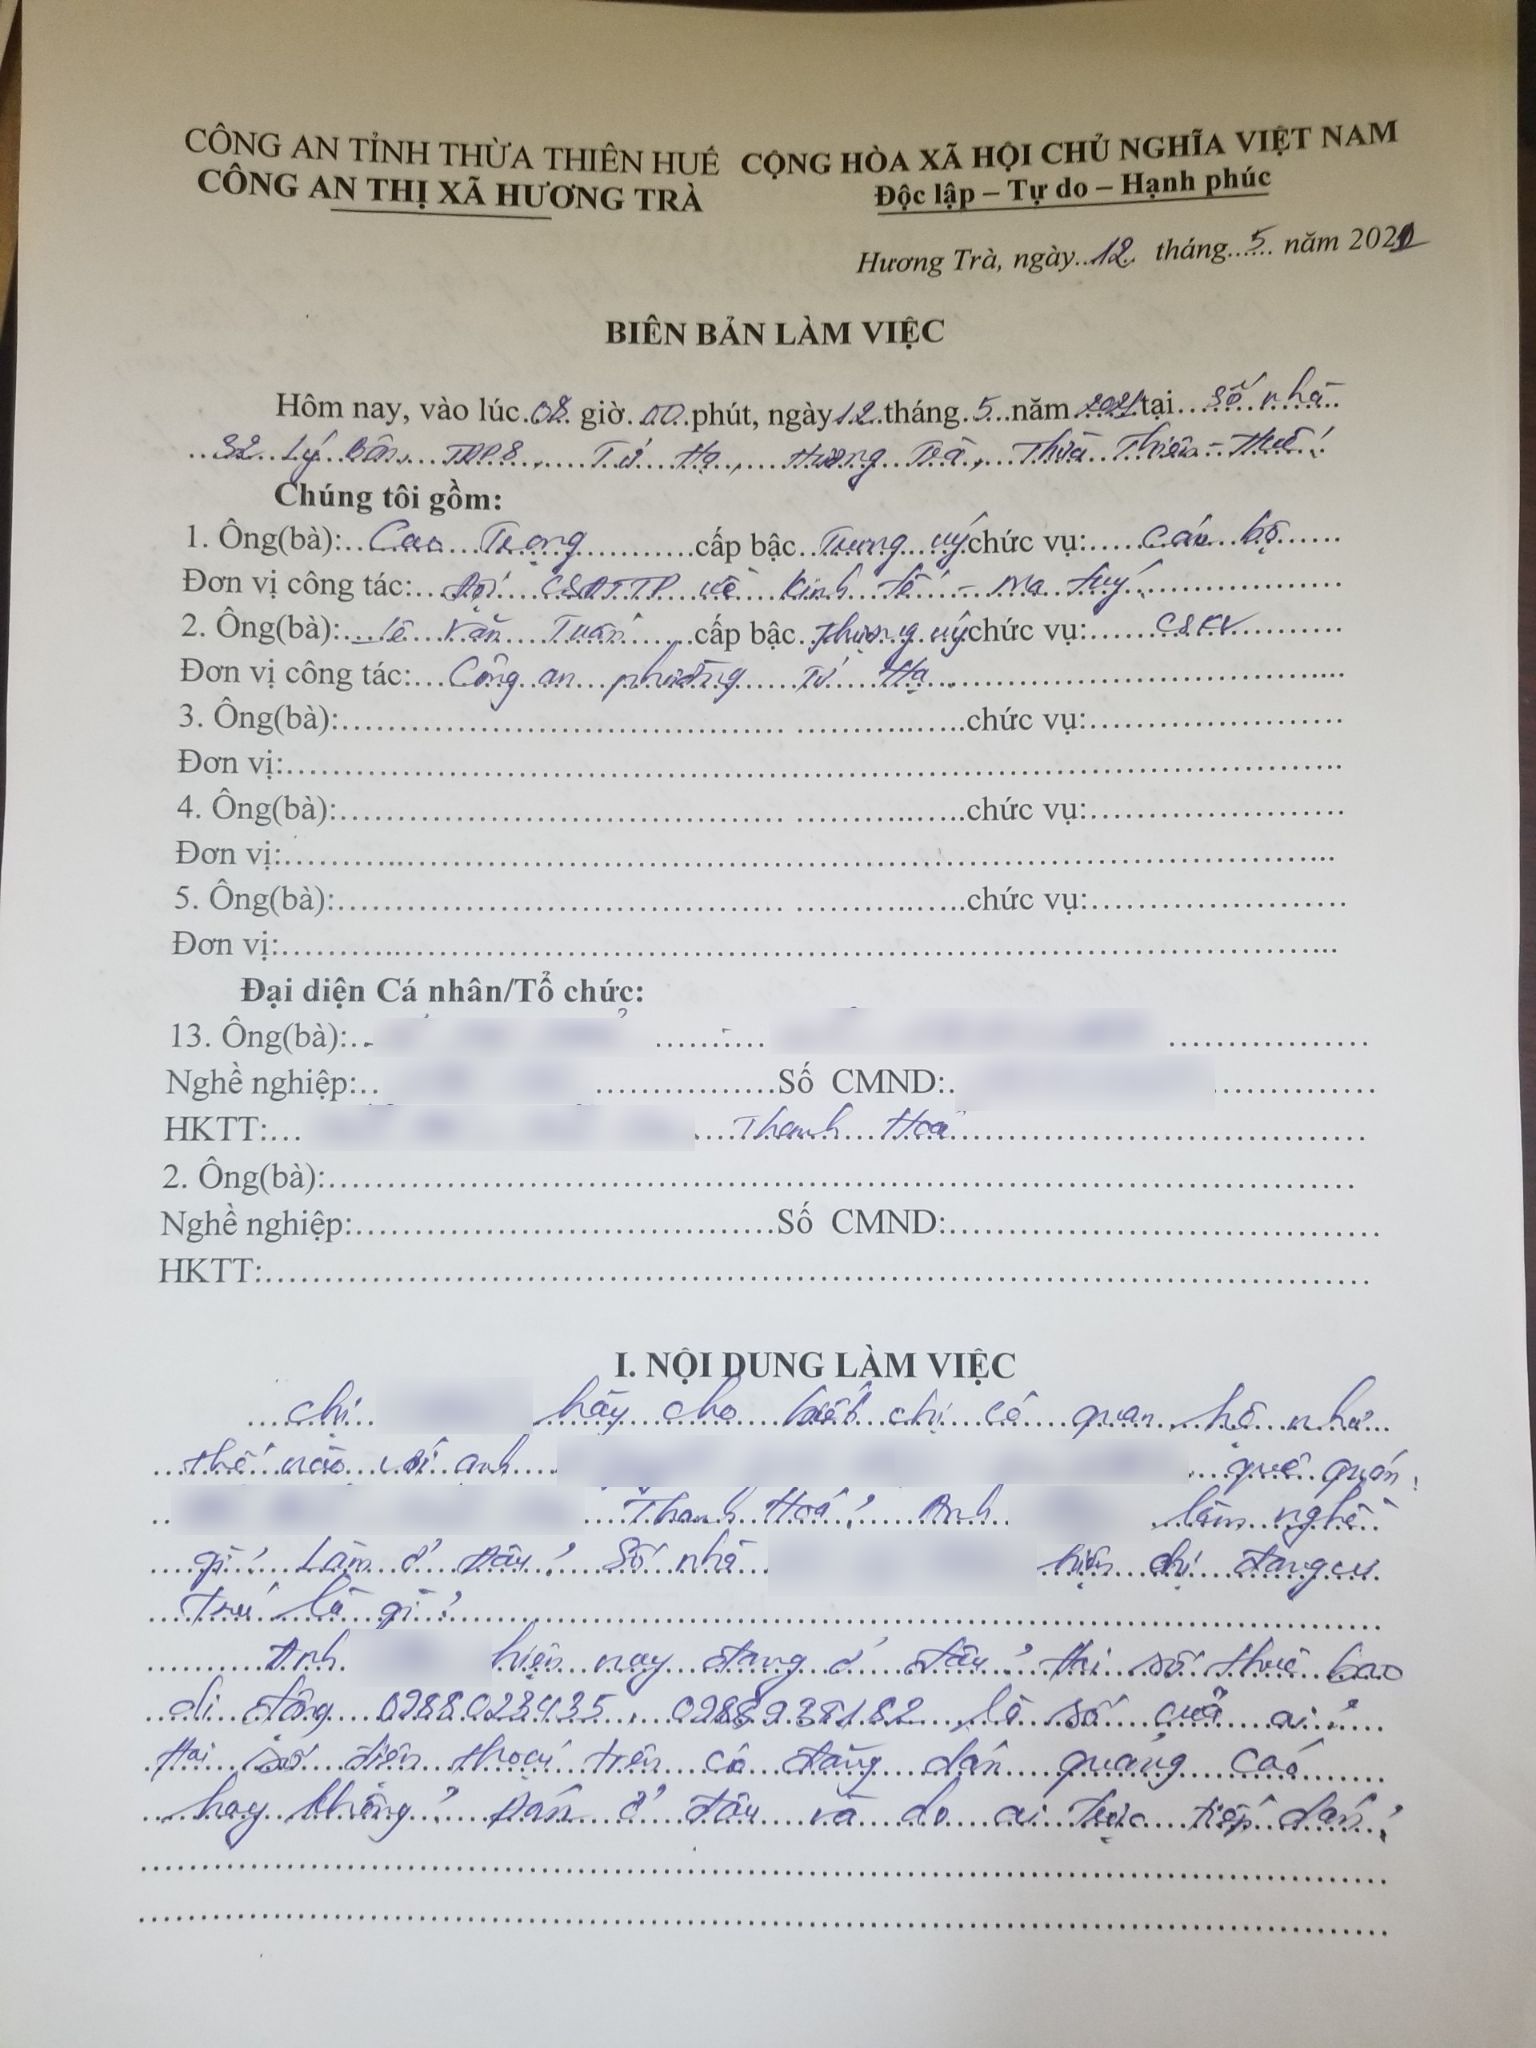 CÔNG AN TỈNH THỪA THIÊN HUẾ CỘNG HÒA XÃ HỘI CHỦ NGHĨA VIỆT NAM
CÔNG AN THỊ XÃ HƯƠNG TRÀ Độc lập – Tự do – Hạnh phúc
Hương Trà, ngày 12 tháng 5 năm 2021
BIÊN BẢN LÀM VIỆC
Hôm nay, vào lúc 08 giờ 00 phút, ngày 12 tháng 5 năm 2021 tại số nhà
32 Lý Bôn, TDP8, Tứ Hạ, Hương Trà, Thừa Thiên - Huế
Chúng tôi gồm:
1. Ông(bà): Cao Trọng cấp bậc Trung úy chức vụ: Cán bộ
Đơn vị công tác: Đội CSĐTTP về Kinh tế - Ma túy
2. Ông(bà): Lê Văn Tuấn cấp bậc Thượng úy chức vụ: CSKV
Đơn vị công tác: Công an phường Tứ Hạ
3. Ông(bà): chức vụ:
Đơn vị:
4. Ông(bà): chức vụ:
Đơn vị:
5. Ông(bà): chức vụ:
Đơn vị:
Đại diện Cá nhân/Tổ chức:
13. Ông(bà):
Nghề nghiệp: Số CMND:
HKTT: Thanh Hoá
2. Ông(bà):
Nghề nghiệp: Số CMND:
HKTT:
I. NỘI DUNG LÀM VIỆC
chị hãy cho biết chị có quan hệ như
thế nào với anh quê quán
Thanh Hoá? Anh làm nghề
gì? Làm ở đâu? Số nhà hiện chị đang cư
trú là gì?
Anh hiện nay đang ở đâu? Hai số thuê bao
di động 0988938182 là số của ai?
Hai số điện thoại trên có đăng dán quảng cáo
hay không? Dán ở đâu và do ai trực tiếp dán?